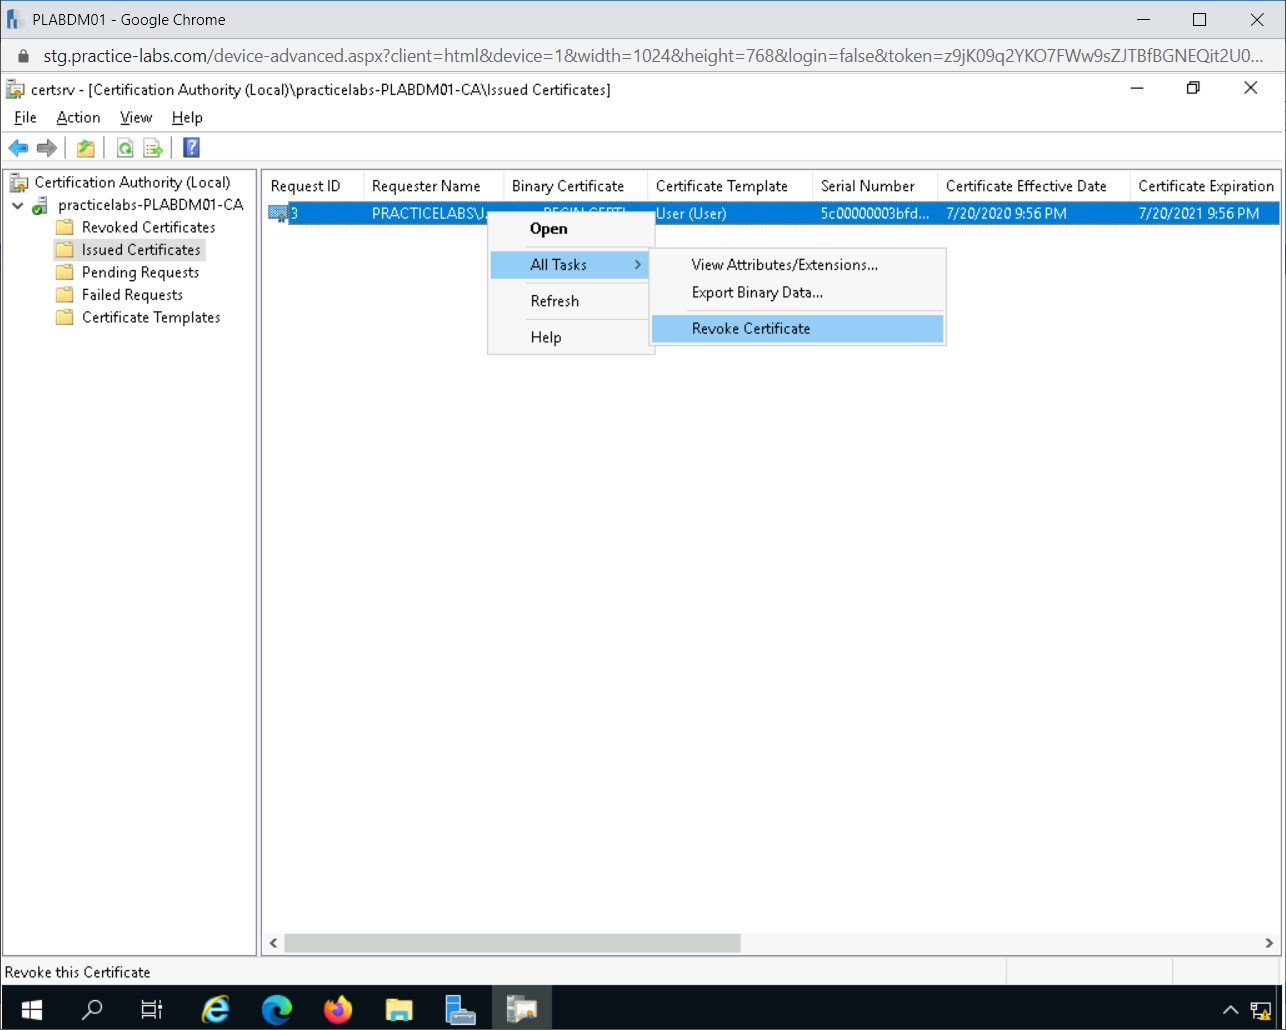 PLABDM01 - Google Chrome
stg.practice-labs.com/device-advanced.aspx?client=html&device=1&width=1024&height=768&login=false&token=z9jK09q2YKO7FWw9sZJTBfBGNEQit2U0...
certsrv - [Certification Authority (Local)\practicelabs-PLABDM01-CA\Issued Certificates]
File Action View Help
Certification Authority (Local)
practicelabs-PLABDM01-CA
Revoked Certificates
Issued Certificates
Pending Requests
Failed Requests
Certificate Templates
Request ID Requester Name Binary Certificate Certificate Template Serial Number Certificate Effective Date Certificate Expiration
3 PRACTICELABS\J... User (User) 5c00000003bfd... 7/20/2020 9:56 PM 7/20/2021 9:56 PM
Open
All Tasks
Refresh
Help
View Attributes/Extensions...
Export Binary Data...
Revoke Certificate
Revoke this Certificate